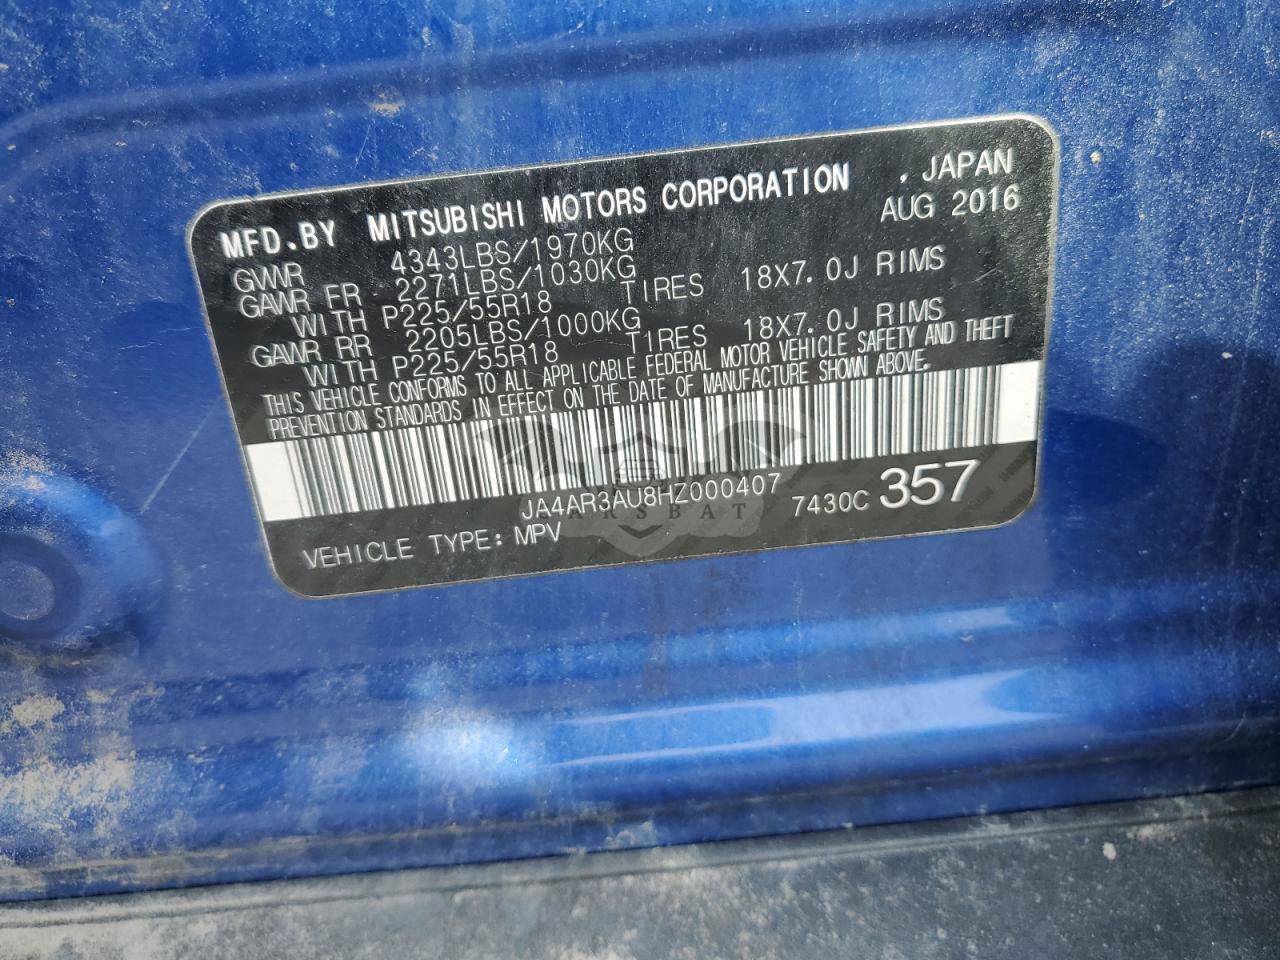 MFD.BY MITSUBISHI MOTORS CORPORATION , JAPAN
AUG 2016
GVWR 4343LBS/1970KG
GAWR FR 2271LBS/1030KG
WITH P225/55R18 TIRES 18X7.0J RIMS
GAWR RR 2205LBS/1000KG
WITH P225/55R18 TIRES 18X7.0J RIMS
THIS VEHICLE CONFORMS TO ALL APPLICABLE FEDERAL MOTOR VEHICLE SAFETY AND THEFT
PREVENTION STANDARDS IN EFFECT ON THE DATE OF MANUFACTURE SHOWN ABOVE.
JA4AR3AU8HZ000407
7430C 357
VEHICLE TYPE: MPV